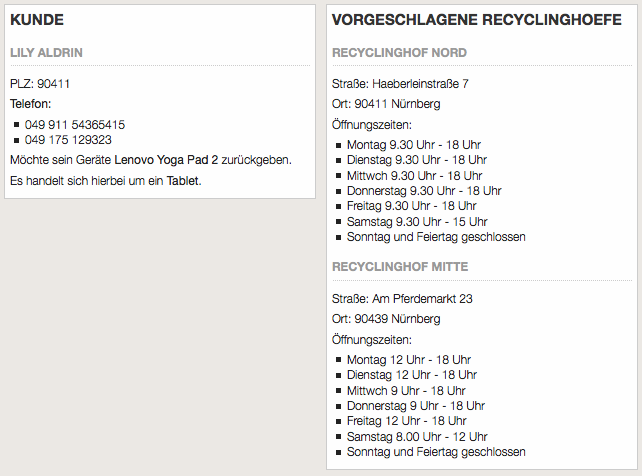 KUNDE
LILY ALDRIN
PLZ: 90411
Telefon:
049 911 54365415
049 175 129323
Möchte sein Geräte Lenovo Yoga Pad 2 zurückgeben.
Es handelt sich hierbei um ein Tablet.
VORGESCHLAGENE RECYCLINGHOEFE
RECYCLINGHOF NORD
Straße: Haeberleinstraße 7
Ort: 90411 Nürnberg
Öffnungszeiten:
Montag 9.30 Uhr - 18 Uhr
Dienstag 9.30 Uhr - 18 Uhr
Mittwch 9.30 Uhr - 18 Uhr
Donnerstag 9.30 Uhr - 18 Uhr
Freitag 9.30 Uhr - 18 Uhr
Samstag 9.30 Uhr - 15 Uhr
Sonntag und Feiertag geschlossen
RECYCLINGHOF MITTE
Straße: Am Pferdemarkt 23
Ort: 90439 Nürnberg
Öffnungszeiten:
Montag 12 Uhr - 18 Uhr
Dienstag 12 Uhr - 18 Uhr
Mittwch 9 Uhr - 18 Uhr
Donnerstag 9 Uhr - 18 Uhr
Freitag 12 Uhr - 18 Uhr
Samstag 8.00 Uhr - 12 Uhr
Sonntag und Feiertag geschlossen